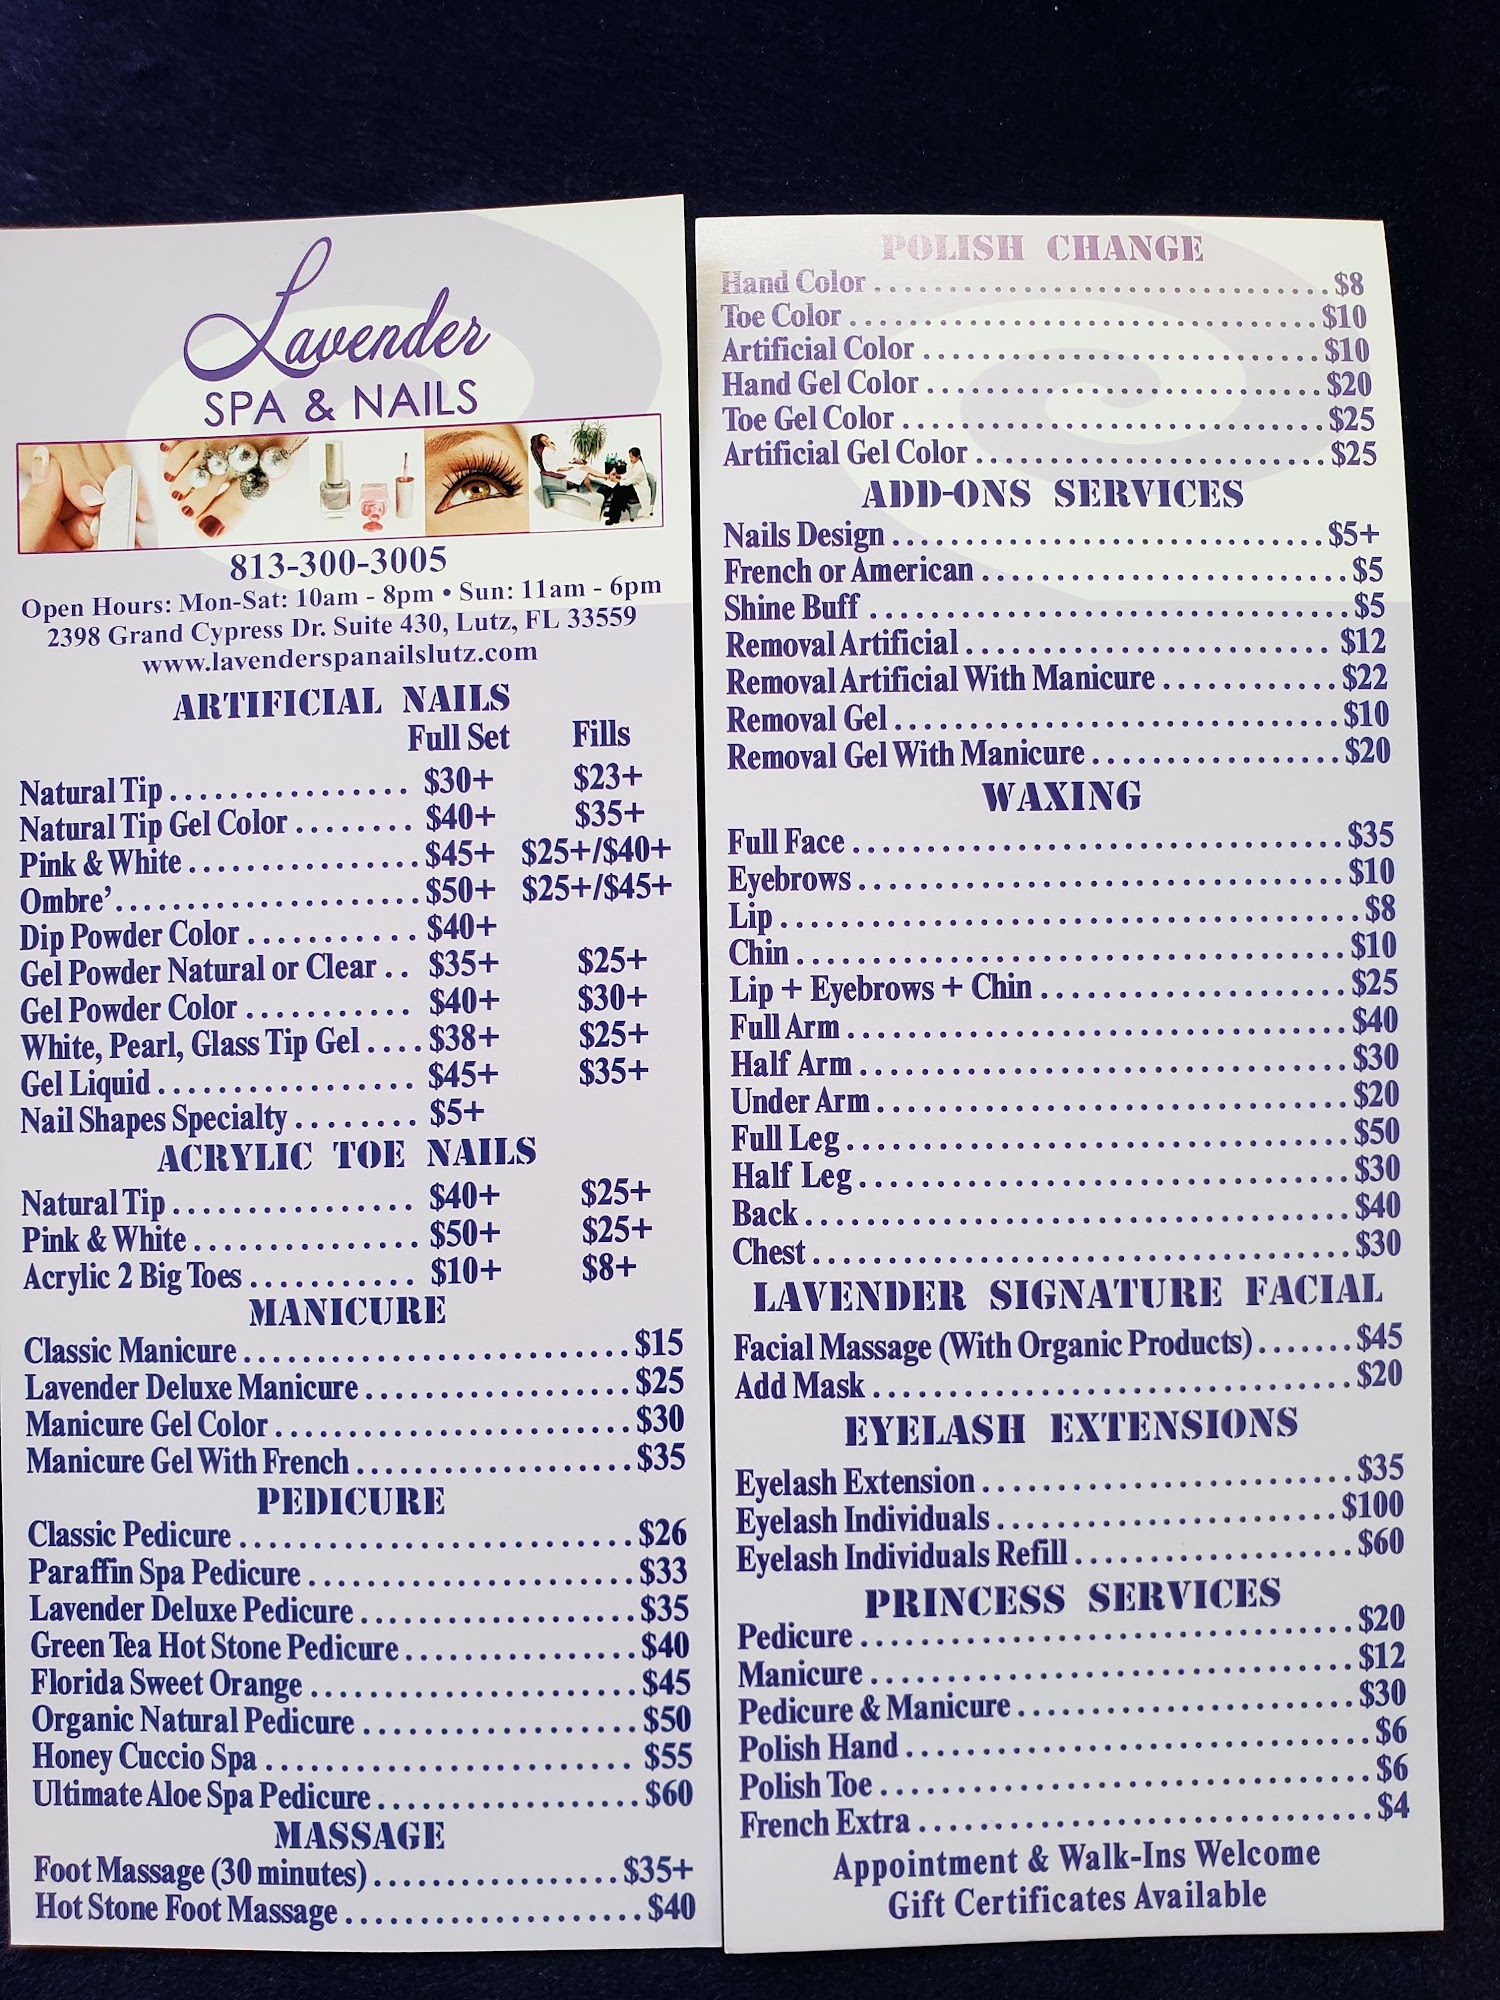 Lavender
SPA & NAILS
813-300-3005
Open Hours: Mon-Sat: 10am - 8pm • Sun: 11am - 6pm
2398 Grand Cypress Dr. Suite 430, Lutz, FL 33559
www.lavenderspanailslutz.com
ARTIFICIAL NAILS
Full Set Fills
Natural Tip ................ $30+ $23+
Natural Tip Gel Color ........ $40+ $35+
Pink & White ................ $45+ $25+/$40+
Ombre' ..................... $50+ $25+/$45+
Dip Powder Color ........... $40+
Gel Powder Natural or Clear .. $35+ $25+
Gel Powder Color ........... $40+ $30+
White, Pearl, Glass Tip Gel .... $38+ $25+
Gel Liquid ................. $45+ $35+
Nail Shapes Specialty ........ $5+
ACRYLIC TOE NAILS
Natural Tip ................ $40+ $25+
Pink & White ............... $50+ $25+
Acrylic 2 Big Toes ........... $10+ $8+
MANICURE
Classic Manicure .......................... $15
Lavender Deluxe Manicure .................. $25
Manicure Gel Color ........................ $30
Manicure Gel With French ................... $35
PEDICURE
Classic Pedicure .......................... $26
Paraffin Spa Pedicure ...................... $33
Lavender Deluxe Pedicure ................... $35
Green Tea Hot Stone Pedicure ................ $40
Florida Sweet Orange ...................... $45
Organic Natural Pedicure ................... $50
Honey Cuccio Spa ......................... $55
Ultimate Aloe Spa Pedicure .................. $60
MASSAGE
Foot Massage (30 minutes) ................. $35+
Hot Stone Foot Massage .................... $40
POLISH CHANGE
Hand Color ............................... $8
Toe Color ................................ $10
Artificial Color ........................... $10
Hand Gel Color ........................... $20
Toe Gel Color ............................. $25
Artificial Gel Color ........................ $25
ADD-ONS SERVICES
Nails Design ............................. $5+
French or American ......................... $5
Shine Buff ................................ $5
Removal Artificial ......................... $12
Removal Artificial With Manicure ............ $22
Removal Gel .............................. $10
Removal Gel With Manicure ................. $20
WAXING
Full Face ................................. $35
Eyebrows ................................. $10
Lip ....................................... $8
Chin ..................................... $10
Lip + Eyebrows + Chin ..................... $25
Full Arm .................................. $40
Half Arm ................................. $30
Under Arm ................................ $20
Full Leg .................................. $50
Half Leg ................................. $30
Back ..................................... $40
Chest .................................... $30
LAVENDER SIGNATURE FACIAL
Facial Massage (With Organic Products) ....... $45
Add Mask ................................ $20
EYELASH EXTENSIONS
Eyelash Extension ......................... $35
Eyelash Individuals ....................... $100
Eyelash Individuals Refill ................... $60
PRINCESS SERVICES
Pedicure ................................. $20
Manicure ................................. $12
Pedicure & Manicure ....................... $30
Polish Hand ............................... $6
Polish Toe ................................. $6
French Extra .............................. $4
Appointment & Walk-Ins Welcome
Gift Certificates Available